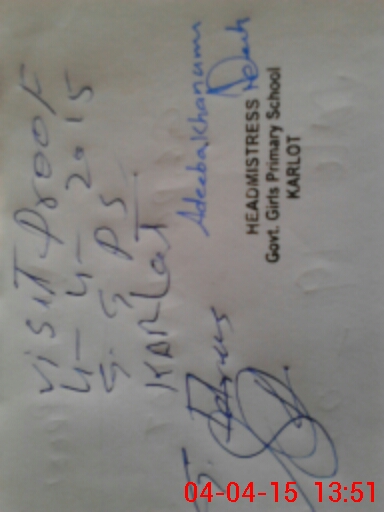 VISIT PROOF
4-4-2015
G. G P S
KARLOT.
Adeeba Khanum
HEADMISTRESS
Govt. Girls Primary School
KARLOT
04-04-15 13:51